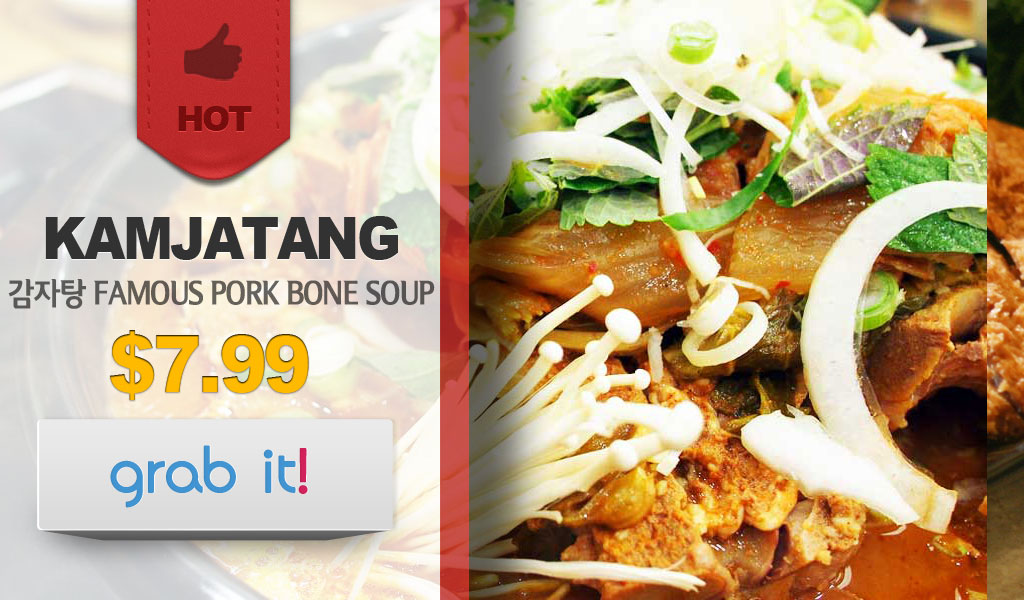 HOT
KAMJATANG
감자탕 FAMOUS PORK BONE SOUP
$7.99
grab it!